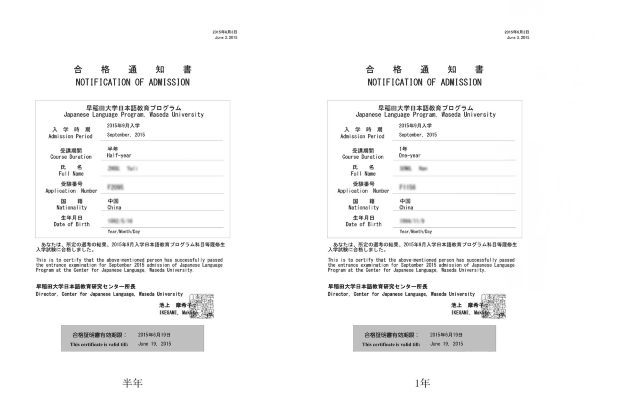 2015年6月3日
June 3, 2015
合格通知書
NOTIFICATION OF ADMISSION
早稲田大学日本語教育プログラム
Japanese Language Program, Waseda University
入学時期
2015年9月入学
Admission Period
September, 2015
受講期間
半年
Course Duration
Half-year
氏名
Full Name
受験番号
Application Number
国籍
中国
Nationality
China
生年月日
Date of Birth
Year/Month/Day
あなたは、所定の選考の結果、2015年9月入学日本語教育プログラム科目等履修生
入学試験に合格しました。
This is to certify that the above-mentioned person has successfully passed
the entrance examination for September 2015 admission of Japanese Language
Program at the Center for Japanese Language, Waseda University.
早稲田大学日本語教育研究センター所長
Director, Center for Japanese Language, Waseda University
池上 摩希子
IKEGAMI, Makiko
合格証明書有効期限:
2015年6月19日
This certificate is valid till:
June 19, 2015
半年
2015年6月3日
June 3, 2015
合格通知書
NOTIFICATION OF ADMISSION
早稲田大学日本語教育プログラム
Japanese Language Program, Waseda University
入学時期
2015年9月入学
Admission Period
September, 2015
受講期間
1年
Course Duration
One-year
氏名
Full Name
受験番号
Application Number
国籍
中国
Nationality
China
生年月日
Date of Birth
Year/Month/Day
あなたは、所定の選考の結果、2015年9月入学日本語教育プログラム科目等履修生
入学試験に合格しました。
This is to certify that the above-mentioned person has successfully passed
the entrance examination for September 2015 admission of Japanese Language
Program at the Center for Japanese Language, Waseda University.
早稲田大学日本語教育研究センター所長
Director, Center for Japanese Language, Waseda University
池上 摩希子
IKEGAMI, Makiko
合格証明書有効期限:
2015年6月19日
This certificate is valid till:
June 19, 2015
1年